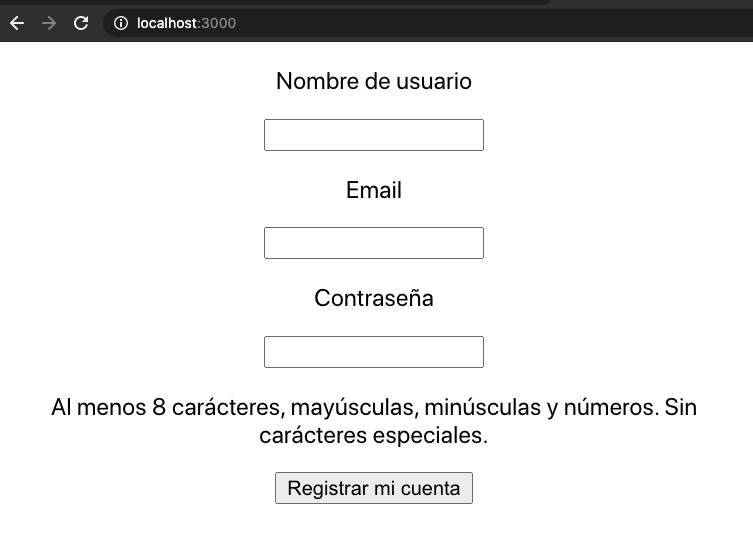 localhost:3000
Nombre de usuario
Email
Contraseña
Al menos 8 carácteres, mayúsculas, minúsculas y números. Sin
carácteres especiales.
Registrar mi cuenta